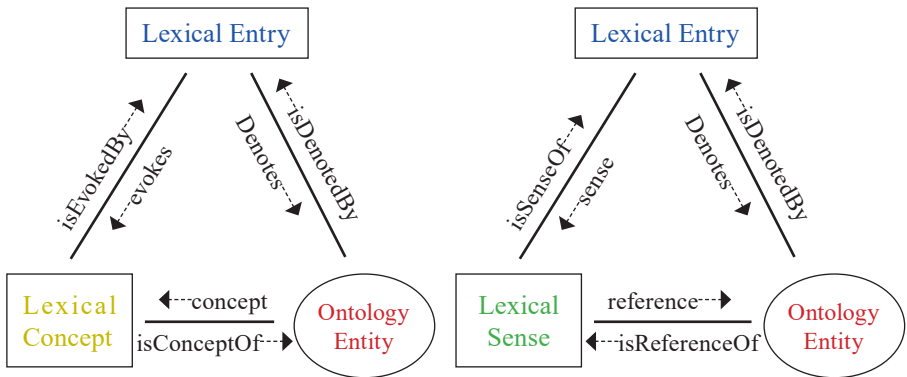 Lexical Entry
isEvokedBy
evokes
Denotes
isDenotedBy
Lexical
Concept
concept
isConceptOf
Ontology
Entity
Lexical Entry
isSenseOf
sense
Denotes
isDenotedBy
Lexical
Sense
reference
isReferenceOf
Ontology
Entity